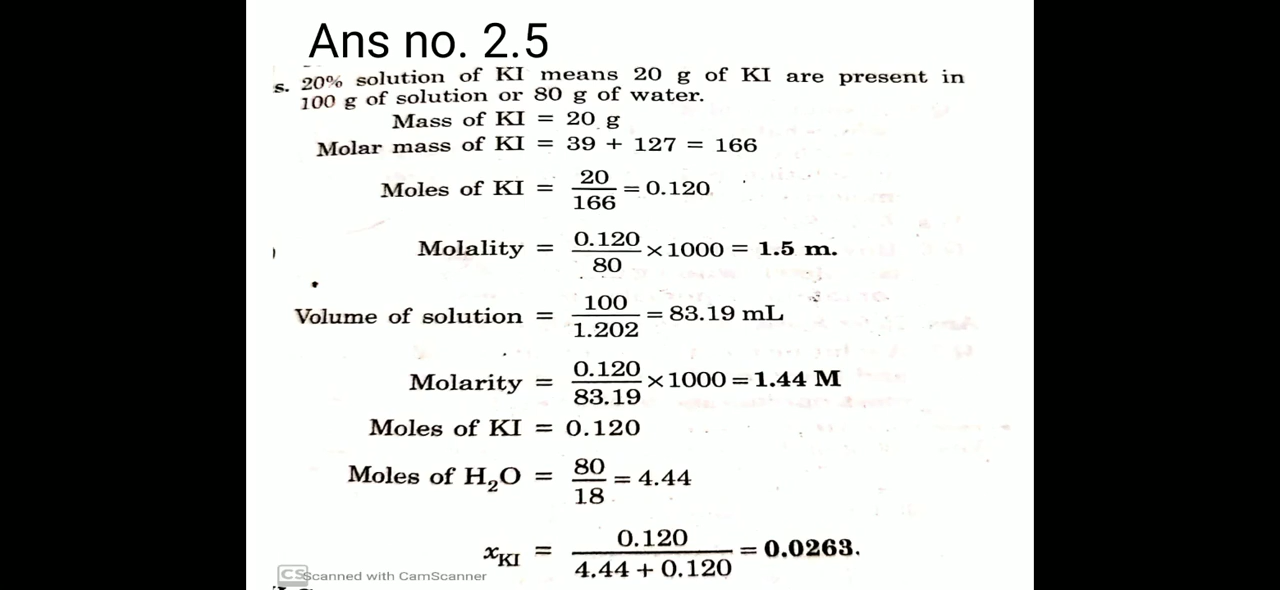 Ans no. 2.5
s. 20% solution of KI means 20 g of KI are present in
100 g of solution or 80 g of water.
Mass of KI = 20 g
Molar mass of KI = 39 + 127 = 166
Moles of KI = 20/166 = 0.120
Molality = 0.120/80 × 1000 = 1.5 m.
Volume of solution = 100/1.202 = 83.19 mL
Molarity = 0.120/83.19 × 1000 = 1.44 M
Moles of KI = 0.120
Moles of H₂O = 80/18 = 4.44
x_KI = 0.120/(4.44 + 0.120) = 0.0263.
CS Scanned with CamScanner